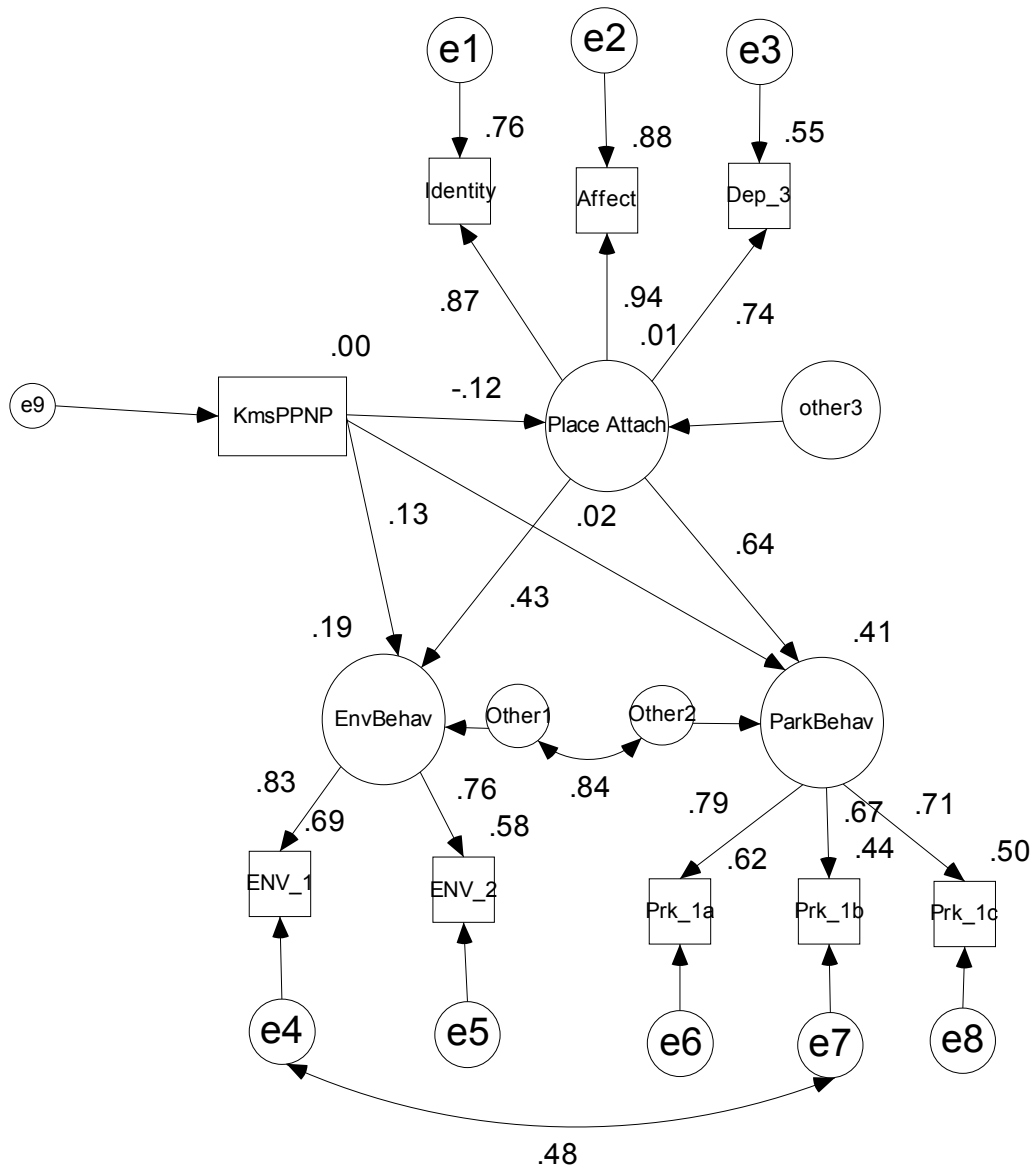 e1
e2
e3
.76
.88
.55
Identity
Affect
Dep_3
.87
.94
.74
.01
.00
e9
KmsPPNP
-.12
Place Attach
other3
.13
.02
.64
.43
.19
.41
EnvBehav
Other1
Other2
ParkBehav
.84
.83
.76
.79
.67
.71
.69
.58
.62
.44
.50
ENV_1
ENV_2
Prk_1a
Prk_1b
Prk_1c
e4
e5
e6
e7
e8
.48